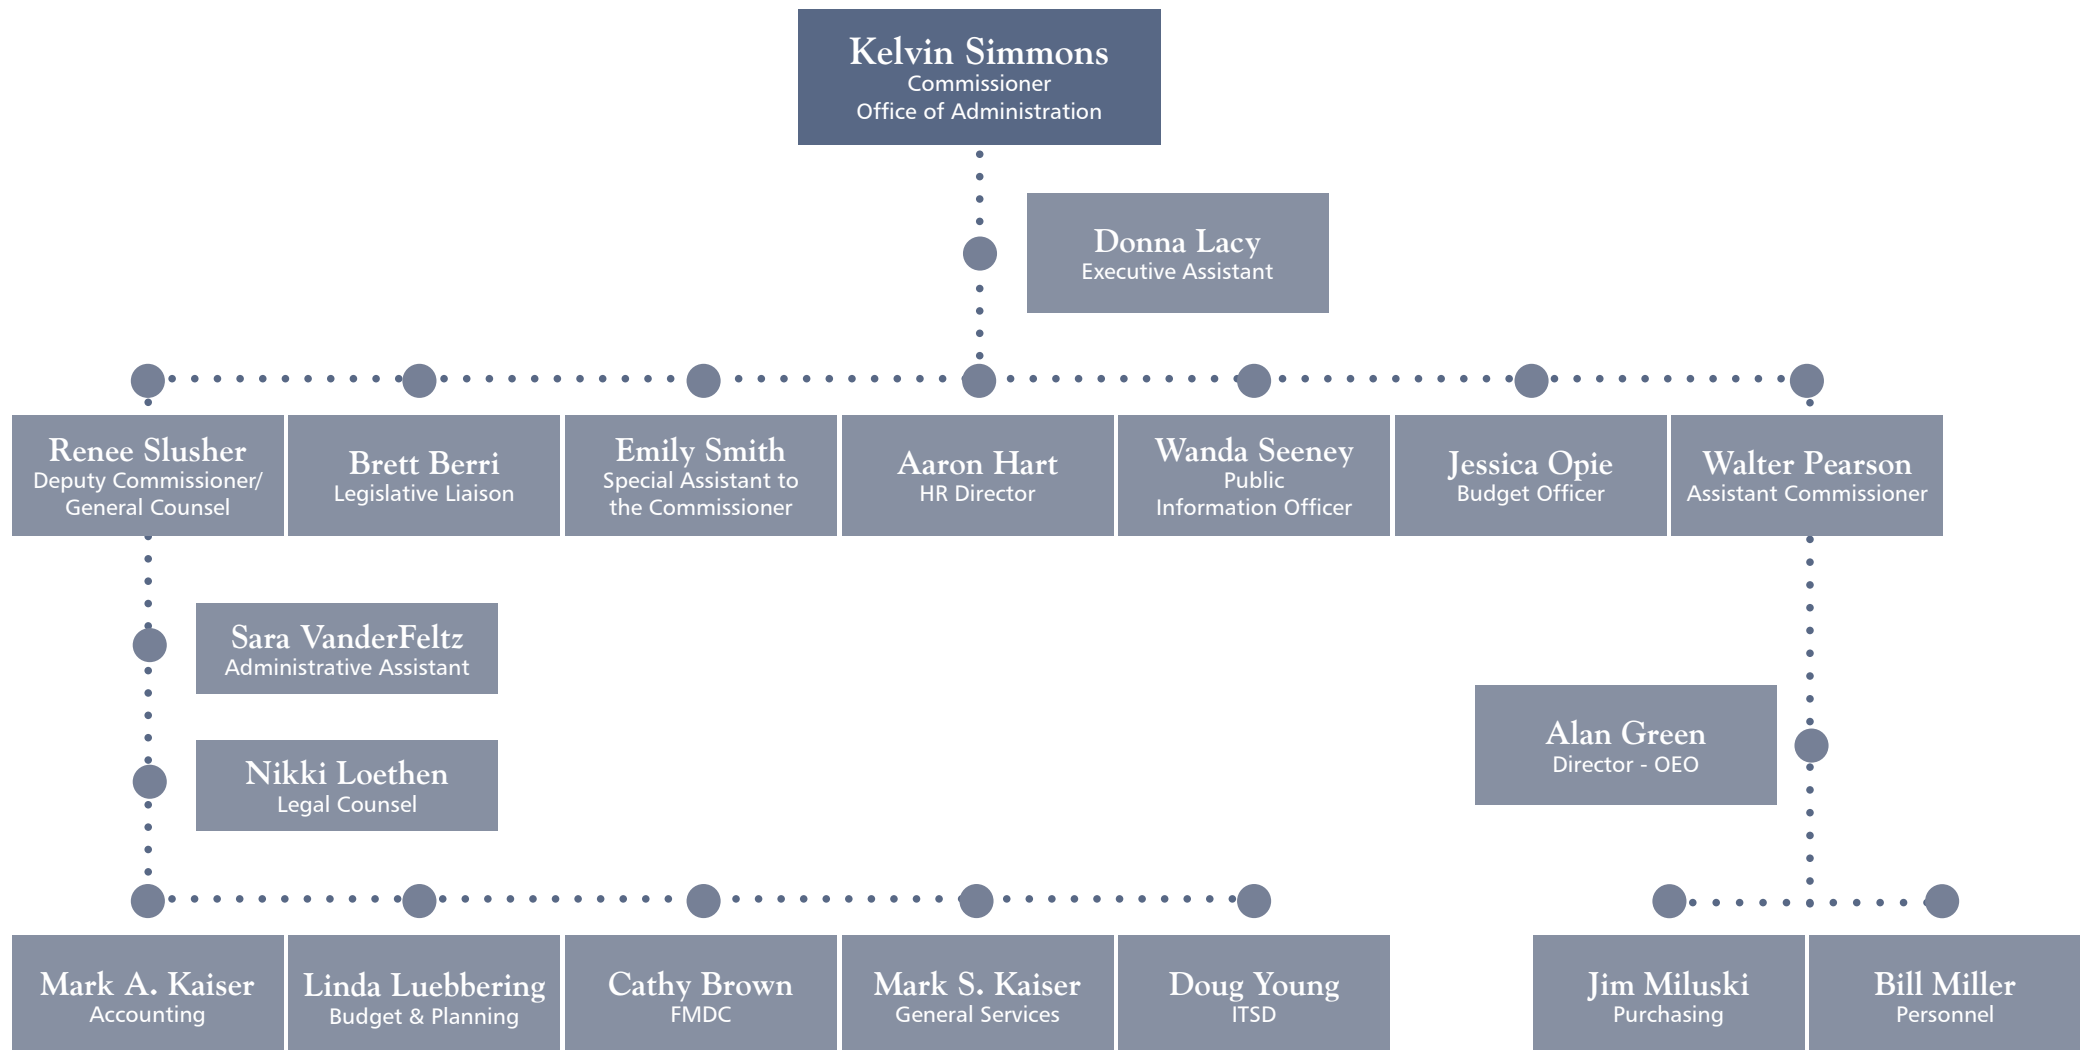 Kelvin Simmons
Commissioner
Office of Administration
Donna Lacy
Executive Assistant
Renee Slusher
Deputy Commissioner/
General Counsel
Brett Berri
Legislative Liaison
Emily Smith
Special Assistant to
the Commissioner
Aaron Hart
HR Director
Wanda Seeney
Public
Information Officer
Jessica Opie
Budget Officer
Walter Pearson
Assistant Commissioner
Sara VanderFeltz
Administrative Assistant
Nikki Loethen
Legal Counsel
Alan Green
Director - OEO
Mark A. Kaiser
Accounting
Linda Luebbering
Budget & Planning
Cathy Brown
FMDC
Mark S. Kaiser
General Services
Doug Young
ITSD
Jim Miluski
Purchasing
Bill Miller
Personnel